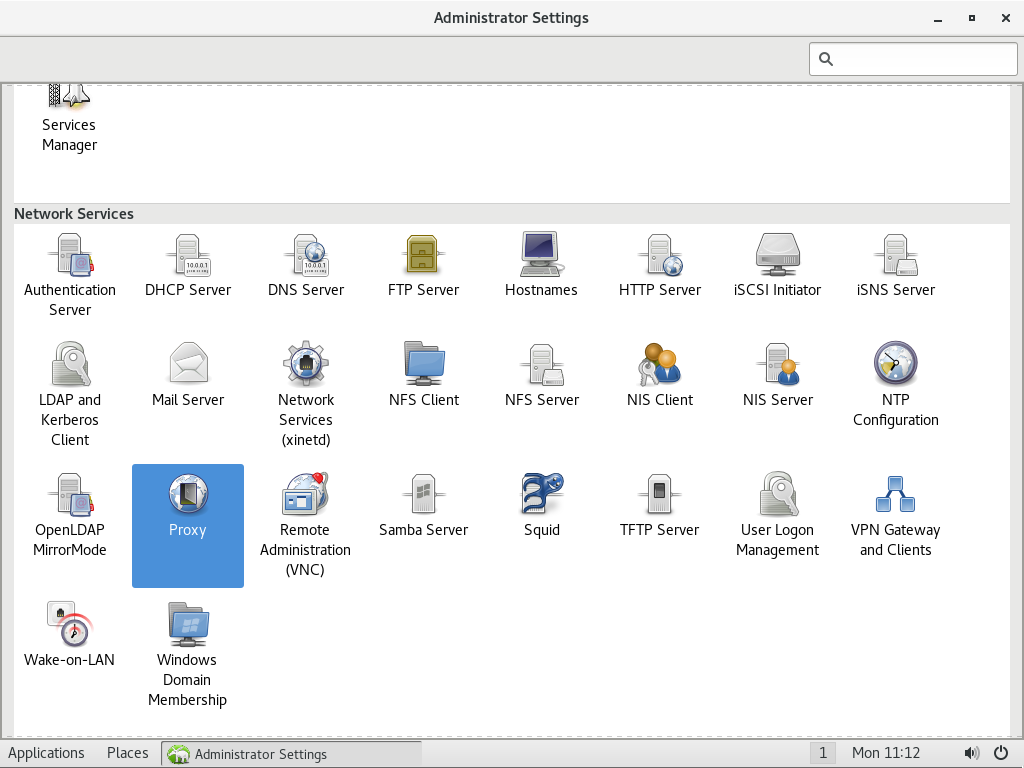 Administrator Settings
Services
Manager
Network Services
Authentication
Server
DHCP Server
DNS Server
FTP Server
Hostnames
HTTP Server
iSCSI Initiator
iSNS Server
LDAP and
Kerberos
Client
Mail Server
Network
Services
(xinetd)
NFS Client
NFS Server
NIS Client
NIS Server
NTP
Configuration
OpenLDAP
MirrorMode
Proxy
Remote
Administration
(VNC)
Samba Server
Squid
TFTP Server
User Logon
Management
VPN Gateway
and Clients
Wake-on-LAN
Windows
Domain
Membership
Applications Places Administrator Settings 1 Mon 11:12